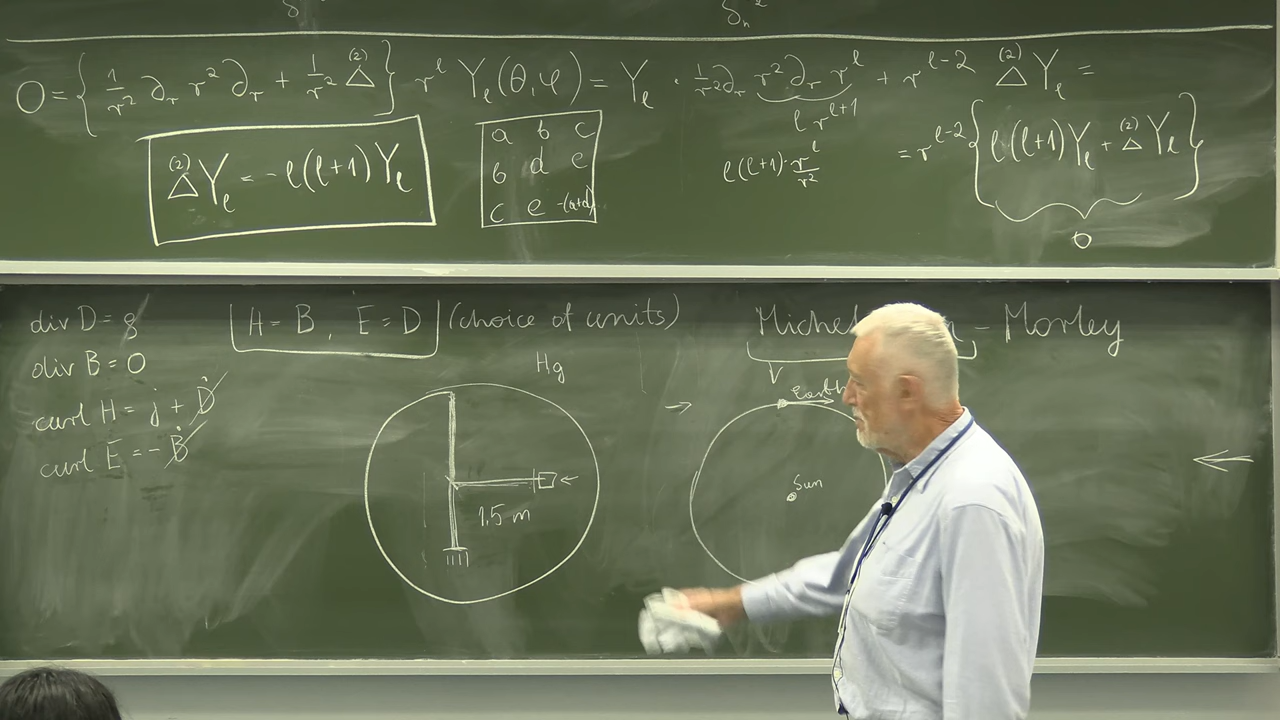 0 = { 1/r² ∂_r r² ∂_r + 1/r² Δ^(2) } r^l Y_l(θ,φ) = Y_l · 1/r² ∂_r r² ∂_r r^l + r^(l-2) Δ^(2) Y_l =
l r^(l+1)
l(l+1) · r^l/r²
= r^(l-2) { l(l+1) Y_l + Δ^(2) Y_l }
0
Δ^(2) Y_l = -l(l+1) Y_l
a b c
b d e
c e -(a+d)
div D = ϱ
div B = 0
curl H = j + Ḋ
curl E = -Ḃ
H = B , E = D (choice of units)
Hg
1,5 m
- Morley
V
Earth
Sun